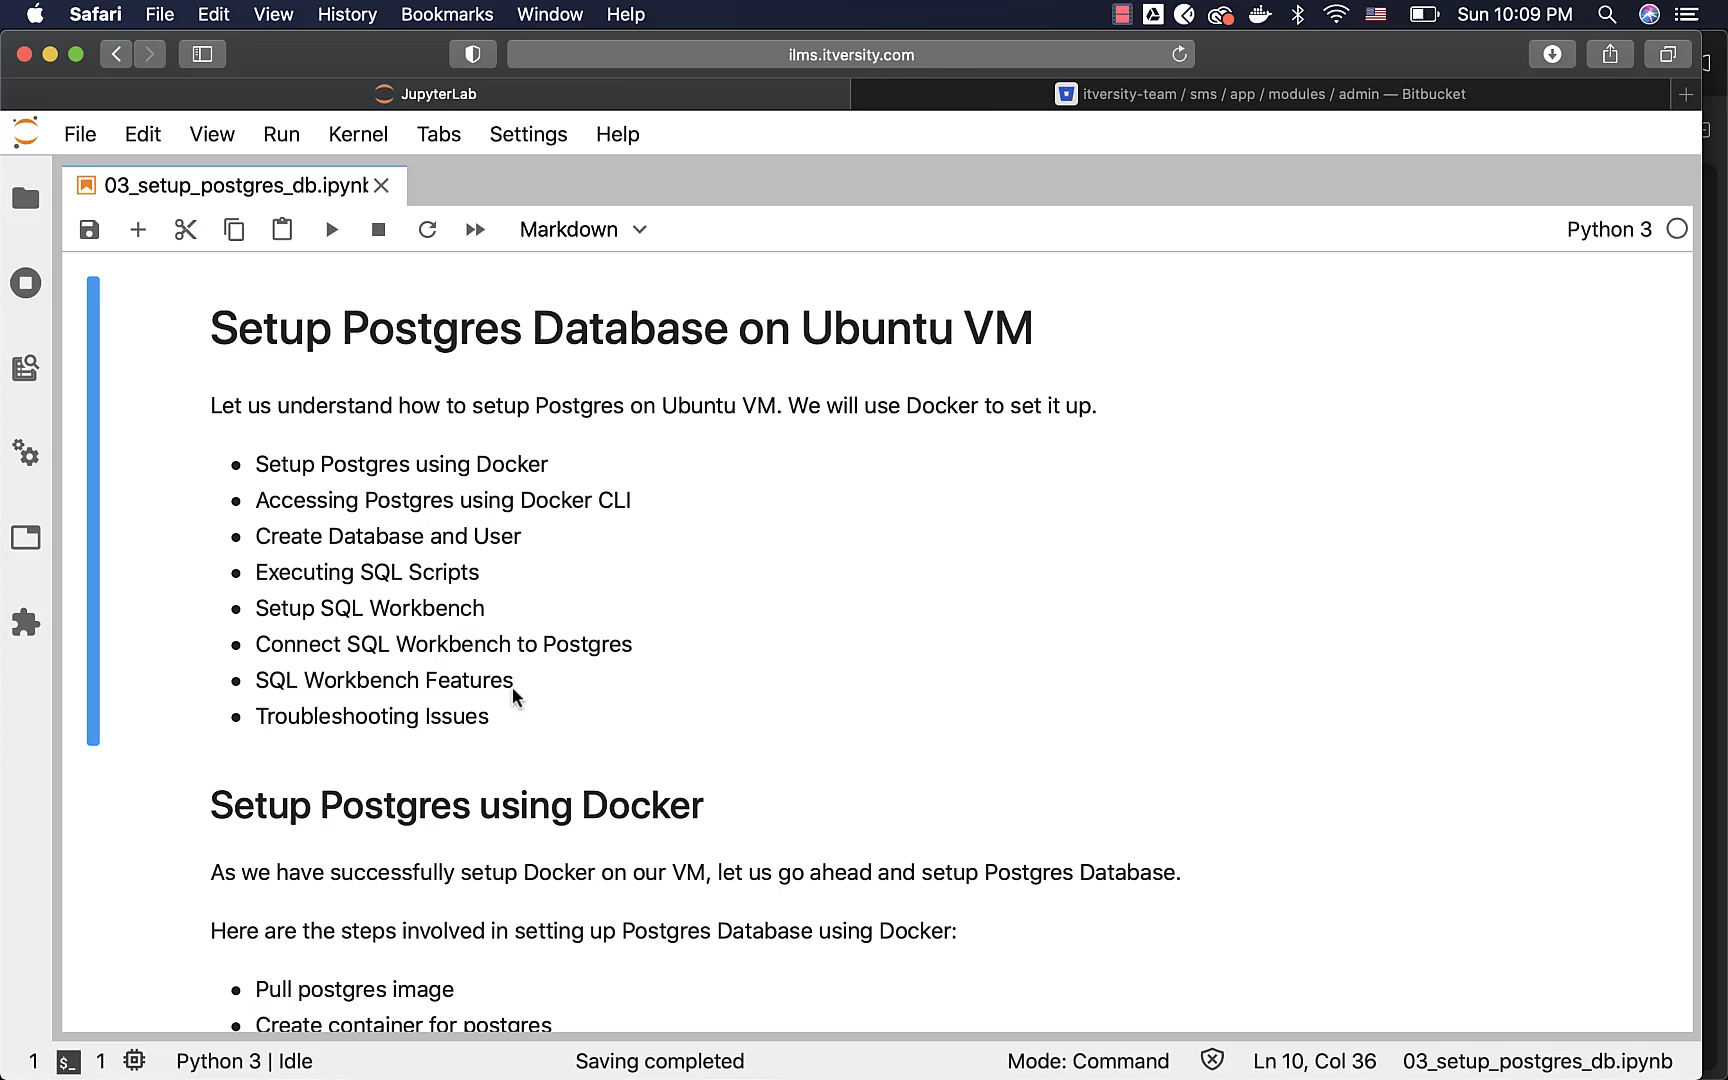 Safari File Edit View History Bookmarks Window Help Sun 10:09 PM
ilms.itversity.com
JupyterLab itversity-team / sms / app / modules / admin — Bitbucket
File Edit View Run Kernel Tabs Settings Help
03_setup_postgres_db.ipynb
Markdown Python 3
Setup Postgres Database on Ubuntu VM
Let us understand how to setup Postgres on Ubuntu VM. We will use Docker to set it up.
• Setup Postgres using Docker
• Accessing Postgres using Docker CLI
• Create Database and User
• Executing SQL Scripts
• Setup SQL Workbench
• Connect SQL Workbench to Postgres
• SQL Workbench Features
• Troubleshooting Issues
Setup Postgres using Docker
As we have successfully setup Docker on our VM, let us go ahead and setup Postgres Database.
Here are the steps involved in setting up Postgres Database using Docker:
• Pull postgres image
• Create container for postgres
1 $_ 1 Python 3 | Idle Saving completed Mode: Command Ln 10, Col 36 03_setup_postgres_db.ipynb